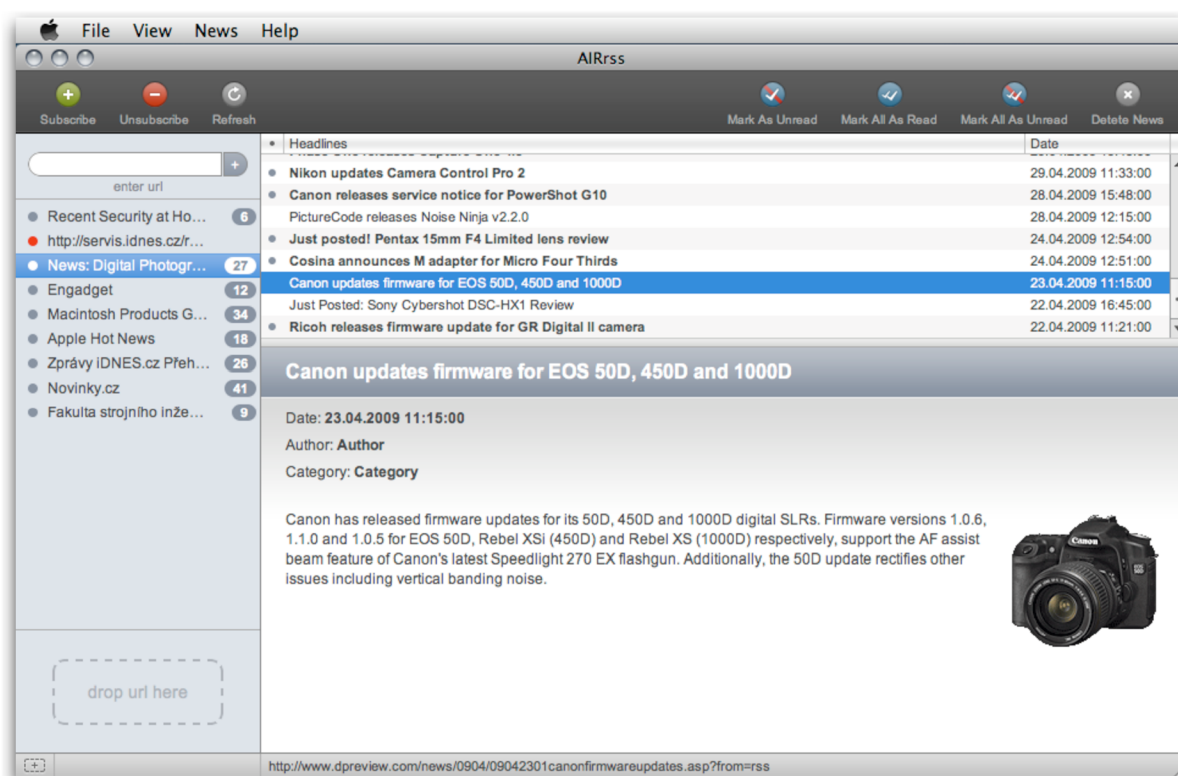 File View News Help
AIRrss
Subscribe Unsubscribe Refresh Mark As Unread Mark All As Read Mark All As Unread Detete News
enter url
Recent Security at Ho... 6
http://servis.idnes.cz/r...
News: Digital Photogr... 27
Engadget 12
Macintosh Products G... 34
Apple Hot News 18
Zprávy iDNES.cz Přeh... 26
Novinky.cz 41
Fakulta strojního inže... 9
drop url here
Headlines Date
Nikon updates Camera Control Pro 2 29.04.2009 11:33:00
Canon releases service notice for PowerShot G10 28.04.2009 15:48:00
PictureCode releases Noise Ninja v2.2.0 28.04.2009 12:15:00
Just posted! Pentax 15mm F4 Limited lens review 24.04.2009 12:54:00
Cosina announces M adapter for Micro Four Thirds 24.04.2009 12:51:00
Canon updates firmware for EOS 50D, 450D and 1000D 23.04.2009 11:15:00
Just Posted: Sony Cybershot DSC-HX1 Review 22.04.2009 16:45:00
Ricoh releases firmware update for GR Digital II camera 22.04.2009 11:21:00
Canon updates firmware for EOS 50D, 450D and 1000D
Date: 23.04.2009 11:15:00
Author: Author
Category: Category
Canon has released firmware updates for its 50D, 450D and 1000D digital SLRs. Firmware versions 1.0.6,
1.1.0 and 1.0.5 for EOS 50D, Rebel XSi (450D) and Rebel XS (1000D) respectively, support the AF assist
beam feature of Canon's latest Speedlight 270 EX flashgun. Additionally, the 50D update rectifies other
issues including vertical banding noise.
Canon
EOS
50D
http://www.dpreview.com/news/0904/09042301canonfirmwareupdates.asp?from=rss